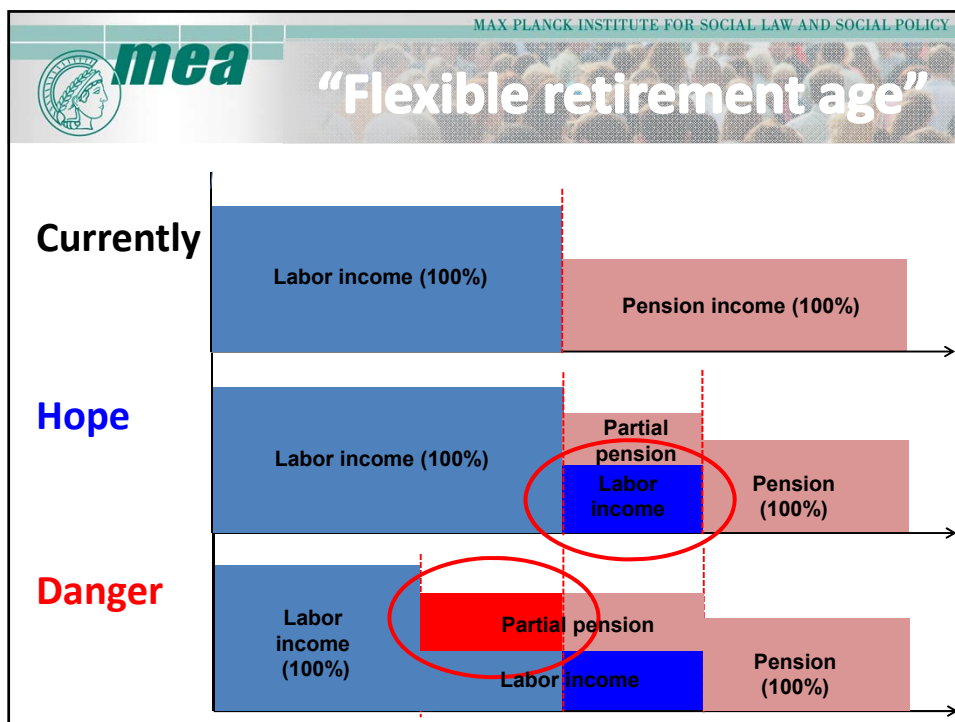 MAX PLANCK INSTITUTE FOR SOCIAL LAW AND SOCIAL POLICY
mea
“Flexible retirement age”
Currently
Labor income (100%)
Pension income (100%)
Hope
Labor income (100%)
Partial
pension
Labor
income
Pension
(100%)
Danger
Labor
income
(100%)
Partial pension
Labor income
Pension
(100%)